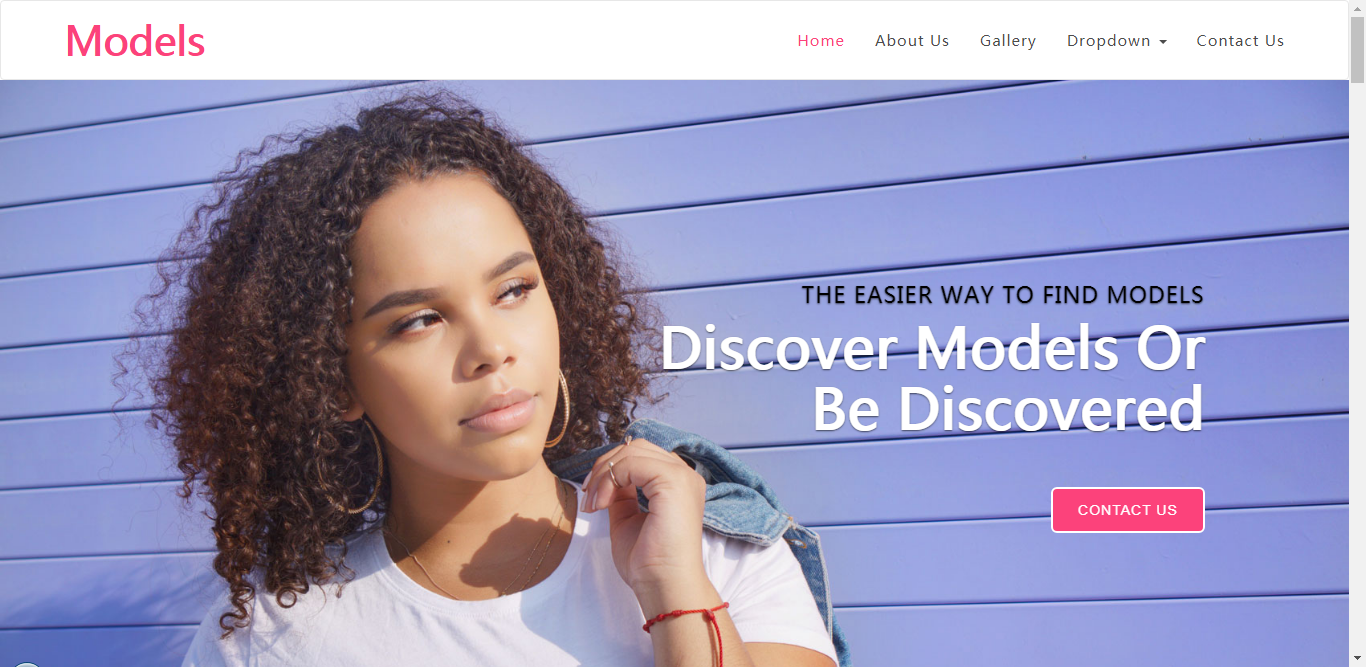 Models
Home About Us Gallery Dropdown Contact Us
THE EASIER WAY TO FIND MODELS
Discover Models Or
Be Discovered
CONTACT US